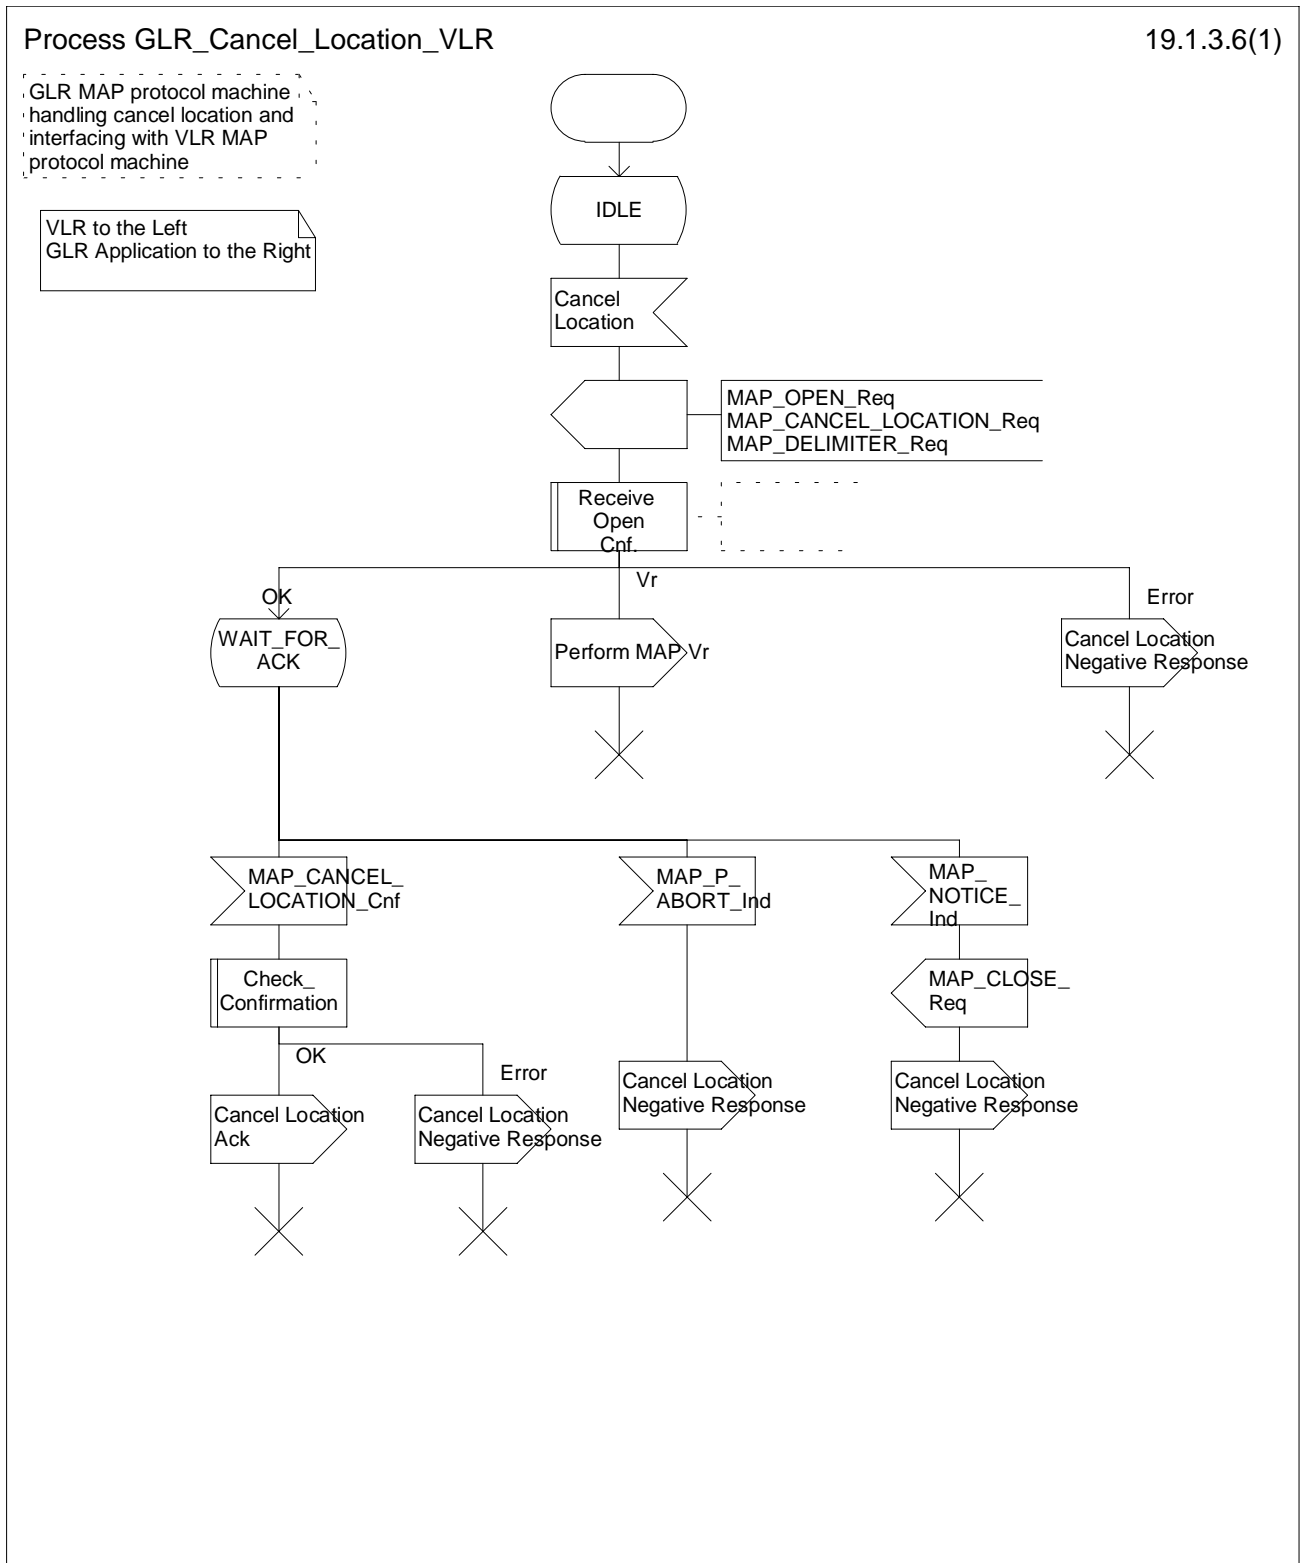 Process GLR_Cancel_Location_VLR
19.1.3.6(1)
GLR MAP protocol machine
handling cancel location and
interfacing with VLR MAP
protocol machine
VLR to the Left
GLR Application to the Right
IDLE
Cancel
Location
MAP_OPEN_Req
MAP_CANCEL_LOCATION_Req
MAP_DELIMITER_Req
Receive
Open
Cnf.
OK
Vr
Error
WAIT_FOR_
ACK
Perform MAP Vr
Cancel Location
Negative Response
MAP_CANCEL_
LOCATION_Cnf
MAP_P_
ABORT_Ind
MAP_
NOTICE_
Ind
Check_
Confirmation
MAP_CLOSE_
Req
OK
Error
Cancel Location
Ack
Cancel Location
Negative Response
Cancel Location
Negative Response
Cancel Location
Negative Response